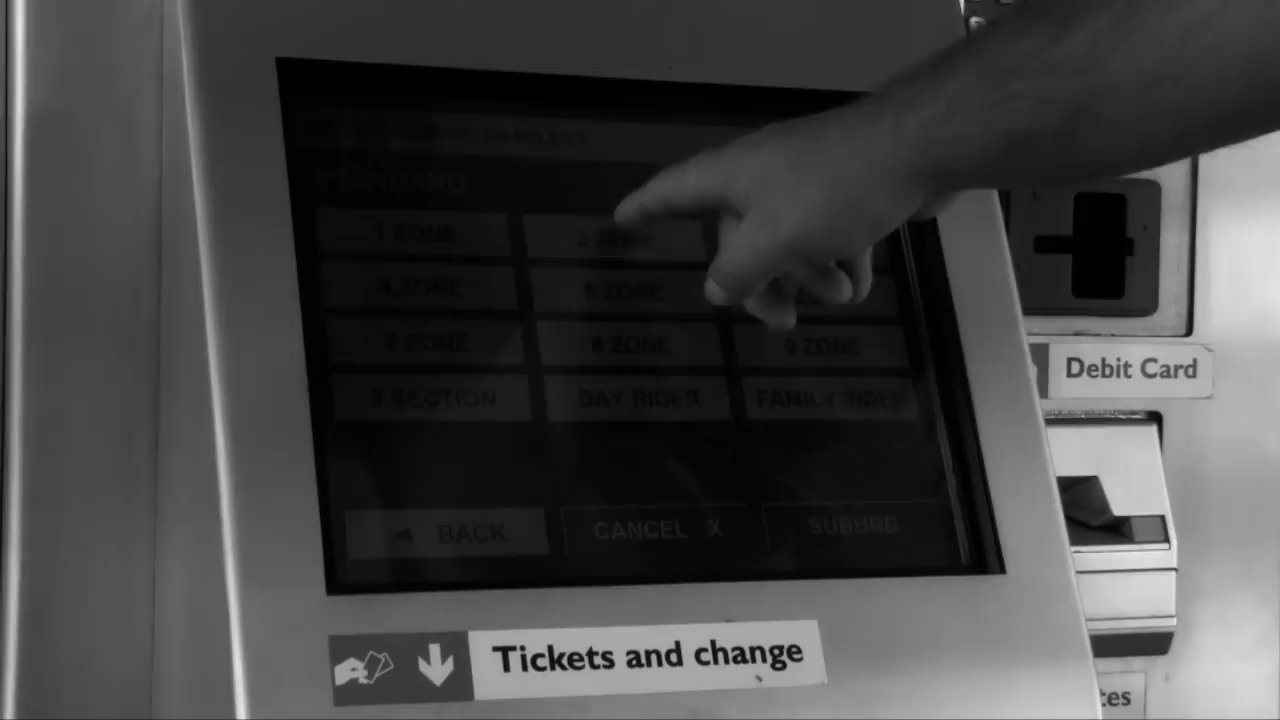 TO SELECT
STANDARD
1 ZONE
2 ZONE
4 ZONE
5 ZONE
7 ZONE
8 ZONE
9 ZONE
2 SECTION
DAY RIDER
FAMILY RIDER
◄ BACK
CANCEL X
SUBURB
Debit Card
Tickets and change